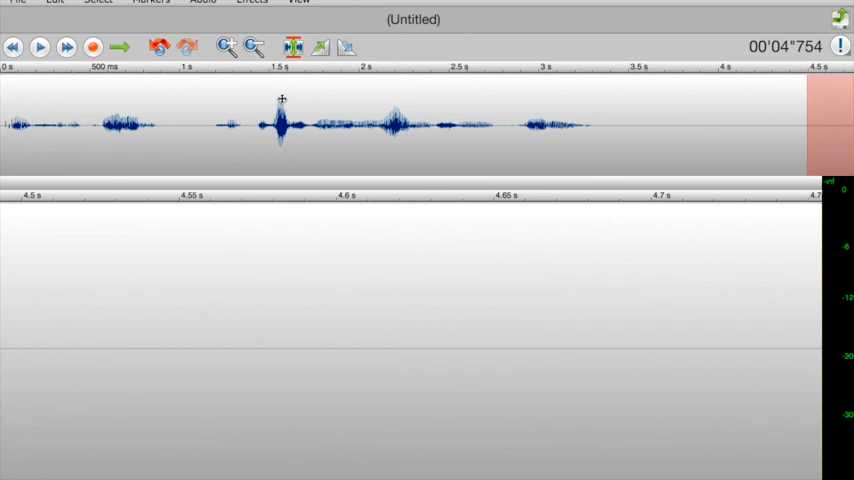 File Edit Select Markers Audio Effects View
(Untitled)
00'04"754
0 s 500 ms 1 s 1.5 s 2 s 2.5 s 3 s 3.5 s 4 s 4.5 s
-inf
4.5 s 4.55 s 4.6 s 4.65 s 4.7 s
0
-6
-12
-20
-30